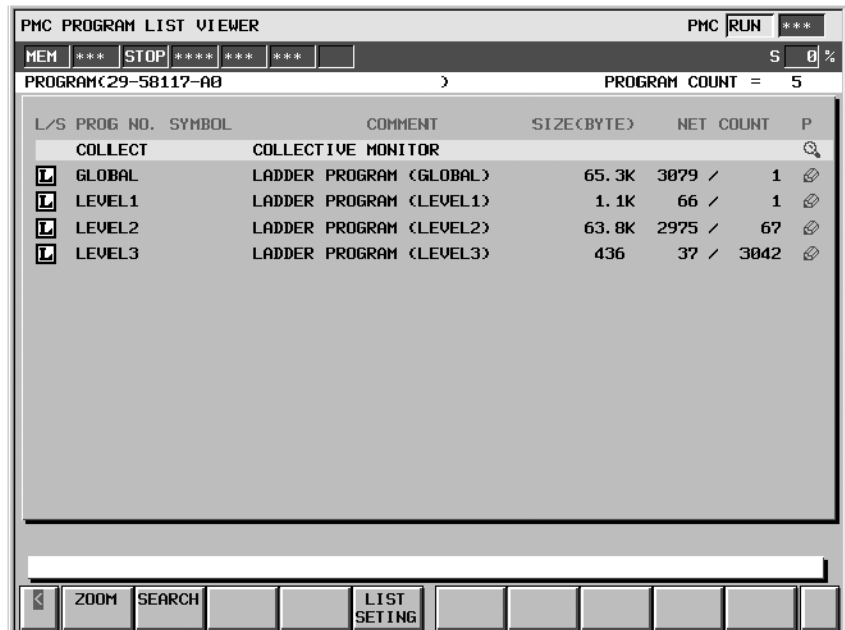 PMC PROGRAM LIST VIEWER PMC RUN ***
MEM *** STOP **** *** *** S 0 %
PROGRAM(29-58117-A0 ) PROGRAM COUNT = 5
L/S PROG NO. SYMBOL COMMENT SIZE(BYTE) NET COUNT P
COLLECT COLLECTIVE MONITOR
L GLOBAL LADDER PROGRAM (GLOBAL) 65.3K 3079 / 1
L LEVEL1 LADDER PROGRAM (LEVEL1) 1.1K 66 / 1
L LEVEL2 LADDER PROGRAM (LEVEL2) 63.8K 2975 / 67
L LEVEL3 LADDER PROGRAM (LEVEL3) 436 37 / 3042
< ZOOM SEARCH LIST SETING